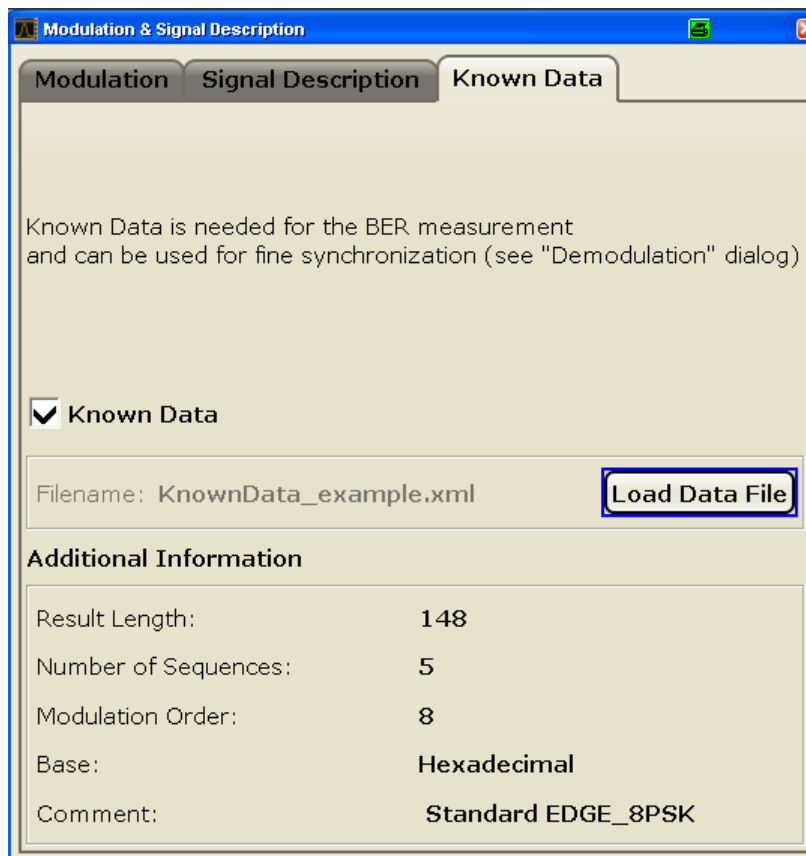 Modulation & Signal Description
Modulation Signal Description Known Data
Known Data is needed for the BER measurement
and can be used for fine synchronization (see "Demodulation" dialog)
Known Data
Filename: KnownData_example.xml Load Data File
Additional Information
Result Length: 148
Number of Sequences: 5
Modulation Order: 8
Base: Hexadecimal
Comment: Standard EDGE_8PSK